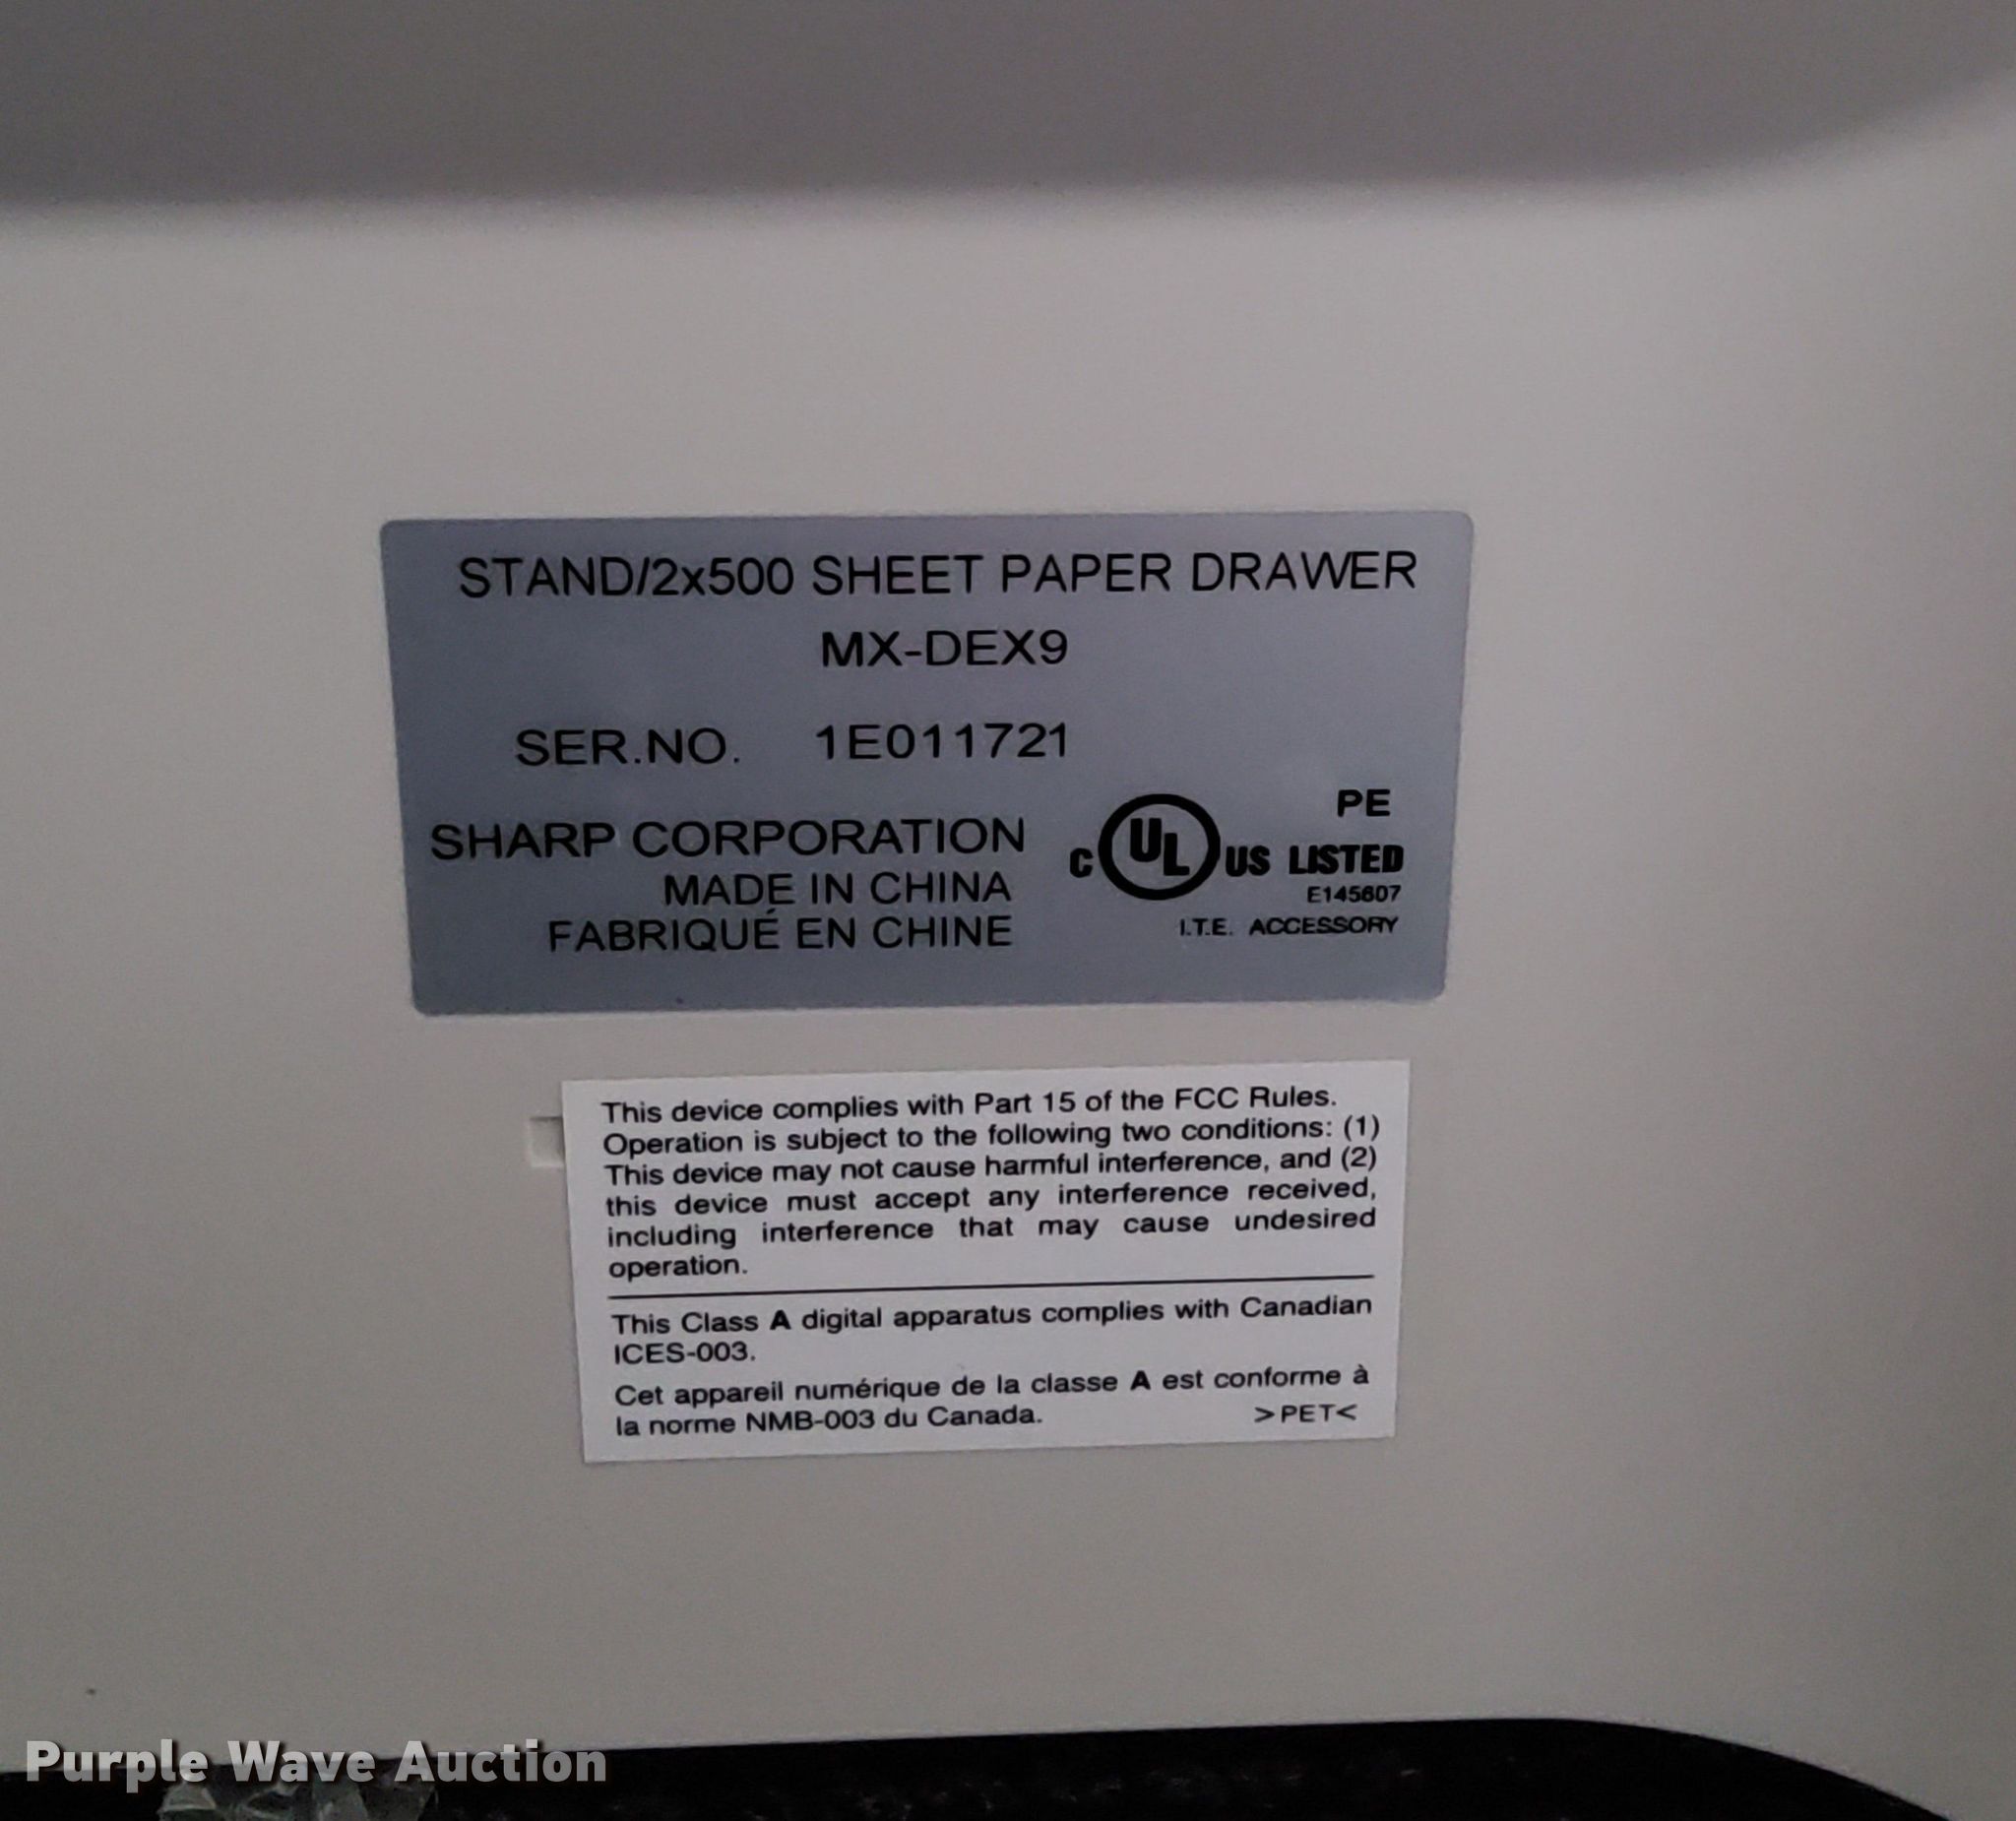 STAND/2x500 SHEET PAPER DRAWER
MX-DEX9
SER.NO. 1E011721
SHARP CORPORATION
MADE IN CHINA
FABRIQUÉ EN CHINE
PE
C UL US LISTED
E145607
I.T.E. ACCESSORY
This device complies with Part 15 of the FCC Rules.
Operation is subject to the following two conditions: (1)
This device may not cause harmful interference, and (2)
this device must accept any interference received,
including interference that may cause undesired
operation.
This Class A digital apparatus complies with Canadian
ICES-003.
Cet appareil numérique de la classe A est conforme à
la norme NMB-003 du Canada. >PET<
Purple Wave Auction